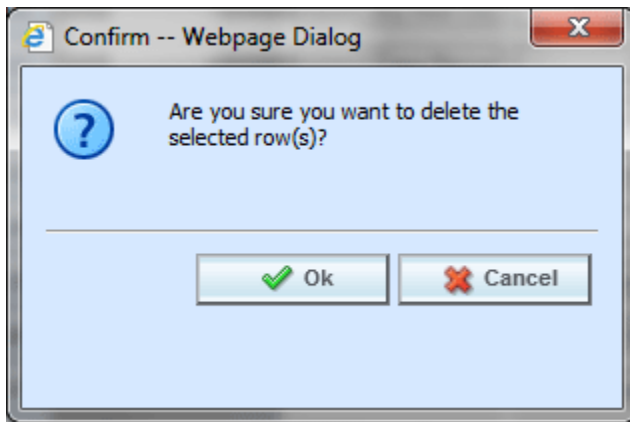 Confirm -- Webpage Dialog
Are you sure you want to delete the
selected row(s)?
Ok
Cancel